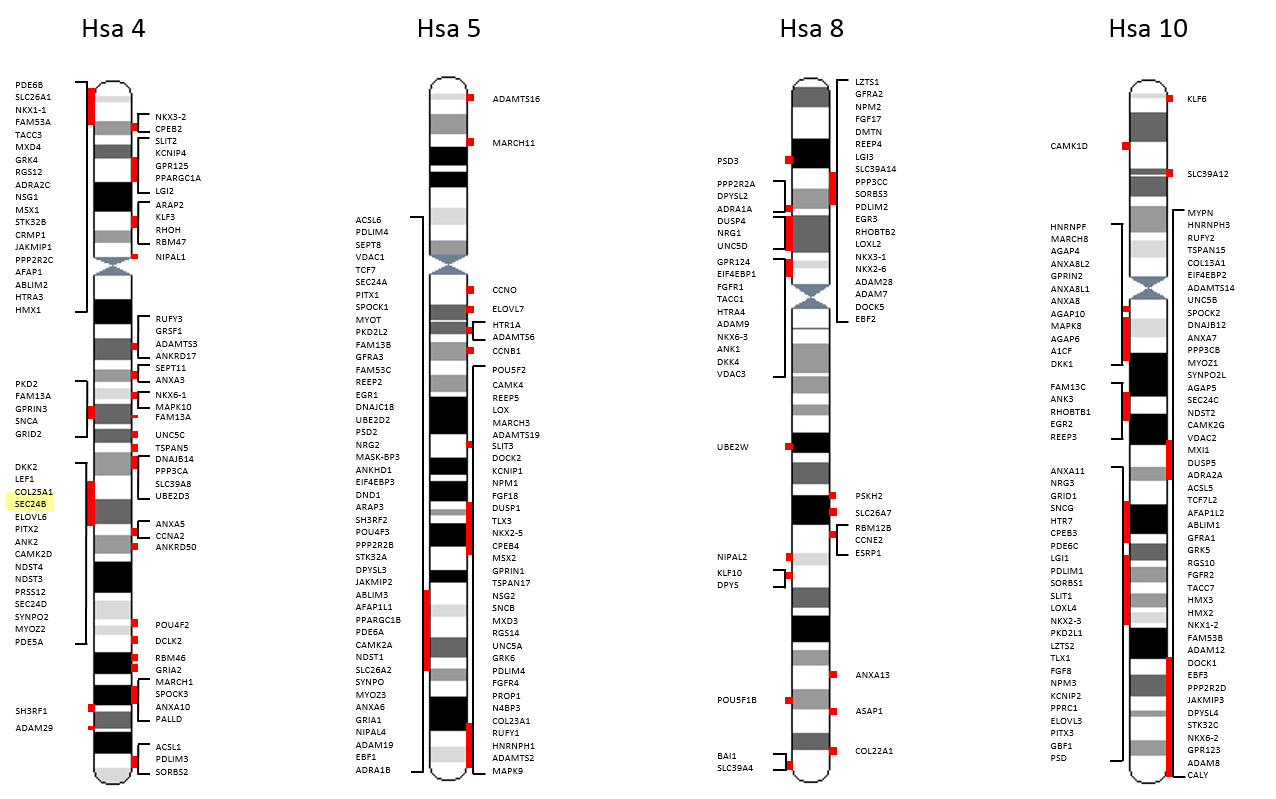 Hsa 4
Hsa 5
Hsa 8
Hsa 10
PDE6B
SLC26A1
NKX1-1
FAM53A
TACC3
MXD4
GRK4
RGS12
ADRA2C
NSG1
MSX1
STK32B
CRMP1
JAKMIP1
PPP2R2C
AFAP1
ABLIM2
HTRA3
HMX1
PKD2
FAM13A
GPRIN3
SNCA
GRID2
DKK2
LEF1
COL25A1
SEC24B
ELOVL6
PITX2
ANK2
CAMK2D
NDST4
NDST3
PRSS12
SEC24D
SYNPO2
MYOZ2
PDE5A
SH3RF1
ADAM29
NKX3-2
CPEB2
SLIT2
KCNIP4
GPR125
PPARGC1A
LGI2
ARAP2
KLF3
RHOH
RBM47
NIPAL1
RUFY3
GRSF1
ADAMTS3
ANKRD17
SEPT11
ANXA3
NKX6-1
MAPK10
FAM13A
UNC5C
TSPAN5
DNAJB14
PPP3CA
SLC39A8
UBE2D3
ANXA5
CCNA2
ANKRD50
POU4F2
DCLK2
RBM46
GRIA2
MARCH1
SPOCK3
ANXA10
PALLD
ACSL1
PDLIM3
SORBS2
ACSL6
PDLIM4
SEPT8
VDAC1
TCF7
SEC24A
PITX1
SPOCK1
MYOT
PKD2L2
FAM13B
GFRA3
FAM53C
REEP2
EGR1
DNAJC18
UBE2D2
PSD2
NRG2
MASK-BP3
ANKHD1
EIF4EBP3
DND1
ARAP3
SH3RF2
POU4F3
PPP2R2B
STK32A
DPYSL3
JAKMIP2
ABLIM3
AFAP1L1
PPARGC1B
PDE6A
CAMK2A
NDST1
SLC26A2
SYNPO
MYOZ3
ANXA6
GRIA1
NIPAL4
ADAM19
EBF1
ADRA1B
ADAMTS16
MARCH11
CCNO
ELOVL7
HTR1A
ADAMTS6
CCNB1
POU5F2
CAMK4
REEP5
LOX
MARCH3
ADAMTS19
SLIT3
DOCK2
KCNIP1
NPM1
FGF18
DUSP1
TLX3
NKX2-5
CPEB4
MSX2
GPRIN1
TSPAN17
NSG2
SNCB
MXD3
RGS14
UNC5A
GRK6
PDLIM4
FGFR4
PROP1
N4BP3
COL23A1
RUFY1
HNRNPH1
ADAMTS2
MAPK9
PSD3
PPP2R2A
DPYSL2
ADRA1A
DUSP4
NRG1
UNC5D
GPR124
EIF4EBP1
FGFR1
TACC1
HTRA4
ADAM9
NKX6-3
ANK1
DKK4
VDAC3
UBE2W
NIPAL2
KLF10
DPYS
POU5F1B
BAI1
SLC39A4
LZTS1
GFRA2
NPM2
FGF17
DMTN
REEP4
LGI3
SLC39A14
PPP3CC
SORBS3
PDLIM2
EGR3
RHOBTB2
LOXL2
NKX3-1
NKX2-6
ADAM28
ADAM7
DOCK5
EBF2
PSKH2
SLC26A7
RBM12B
CCNE2
ESRP1
ANXA13
ASAP1
COL22A1
CAMK1D
HNRNPF
MARCH8
AGAP4
ANXA8L2
GPRIN2
ANXA8L1
ANXA8
AGAP10
MAPK8
AGAP6
A1CF
DKK1
FAM13C
ANK3
RHOBTB1
EGR2
REEP3
ANXA11
NRG3
GRID1
SNCG
HTR7
CPEB3
PDE6C
LGI1
PDLIM1
SORBS1
SLIT1
LOXL4
NKX2-3
PKD2L1
LZTS2
TLX1
FGF8
NPM3
KCNIP2
PPRC1
ELOVL3
PITX3
GBF1
PSD
KLF6
SLC39A12
MYPN
HNRNPH3
RUFY2
TSPAN15
COL13A1
EIF4EBP2
ADAMTS14
UNC5B
SPOCK2
DNAJB12
ANXA7
PPP3CB
MYOZ1
SYNPO2L
AGAP5
SEC24C
NDST2
CAMK2G
VDAC2
MXI1
DUSP5
ADRA2A
ACSL5
TCF7L2
AFAP1L2
ABLIM1
GFRA1
GRK5
RGS10
FGFR2
TACC7
HMX3
HMX2
NKX1-2
FAM53B
ADAM12
DOCK1
EBF3
PPP2R2D
JAKMIP3
DPYSL4
STK32C
NKX6-2
GPR123
ADAM8
CALY